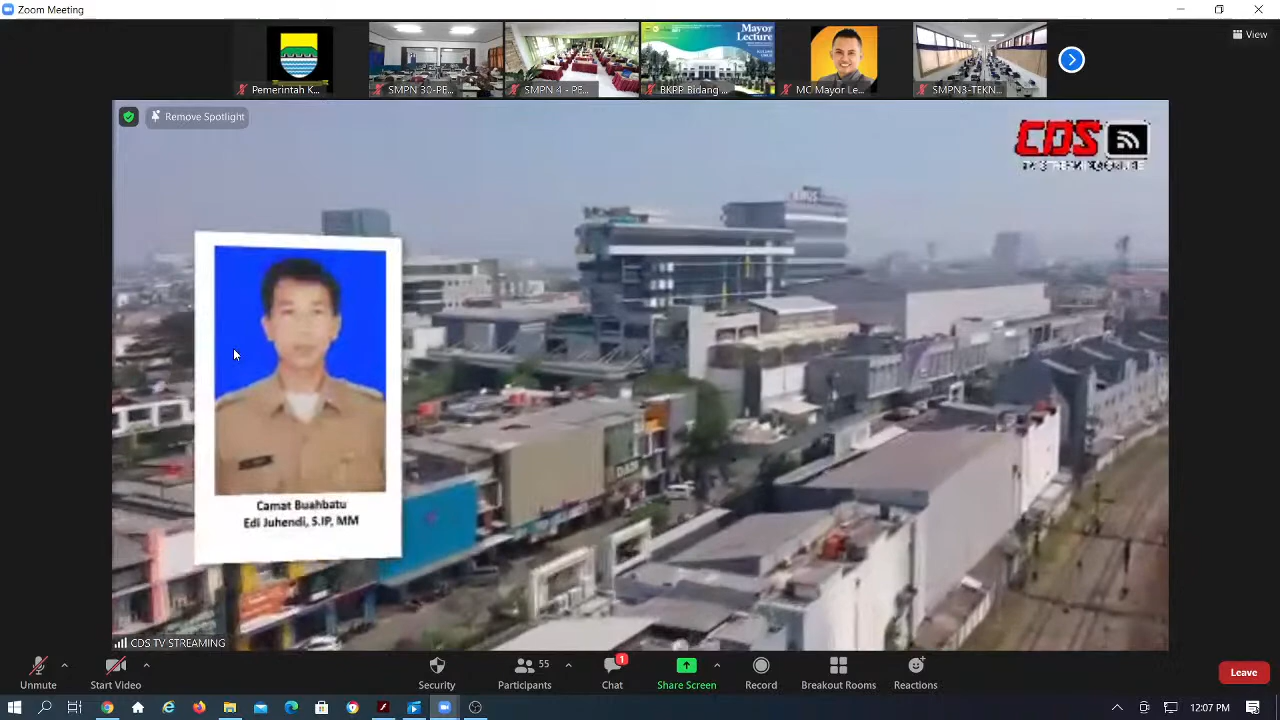 Zoom Meeting
View
Pemerintah K...
SMPN 30-PE...
SMPN 4 - PE...
Mayor
Lecture
BKPP Bidang ...
MC Mayor Le...
SMPN3-TEKN...
Remove Spotlight
CDS
Camat Buahbatu
Edi Juhendi, S.IP, MM
CDS TV STREAMING
Unmute
Start Video
Security
Participants
55
Chat
1
Share Screen
Record
Breakout Rooms
Reactions
Leave
12:07 PM